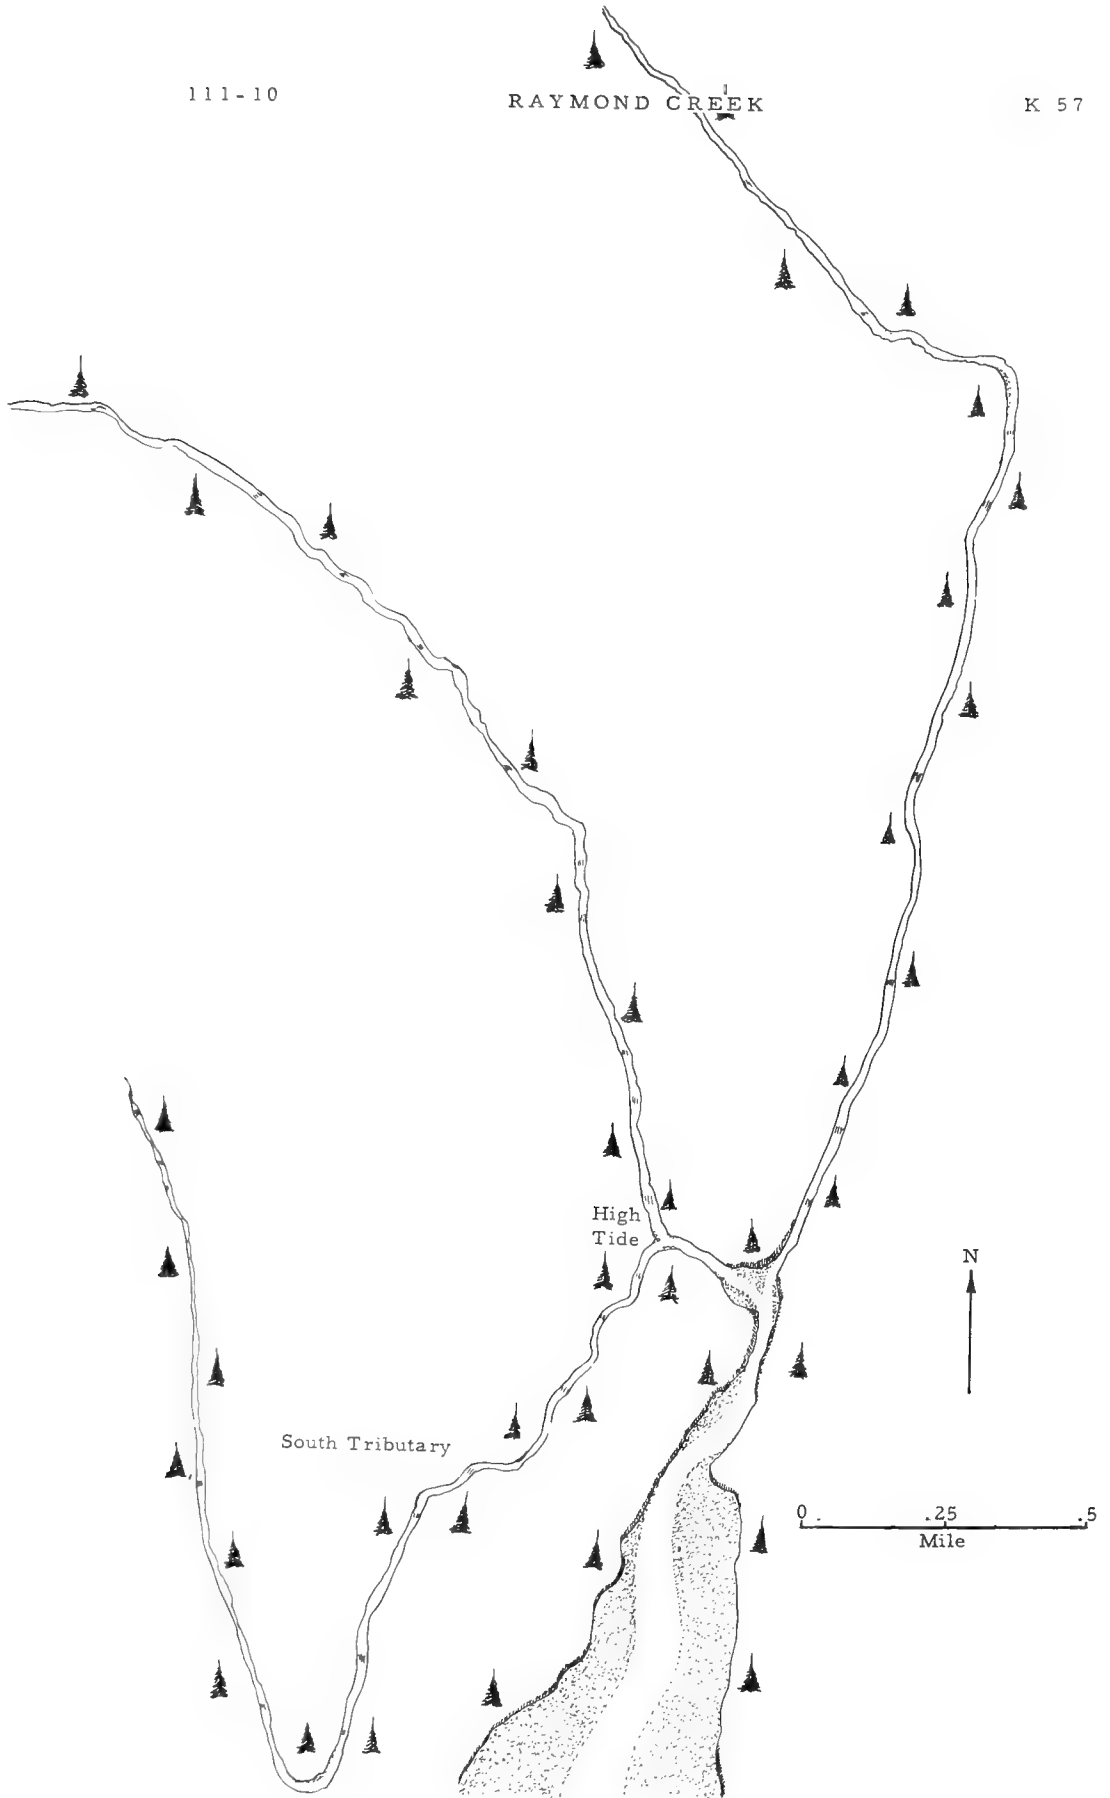 111-10
RAYMOND CREEK
K 57
High
Tide
N
South Tributary
0 .25 .5
Mile